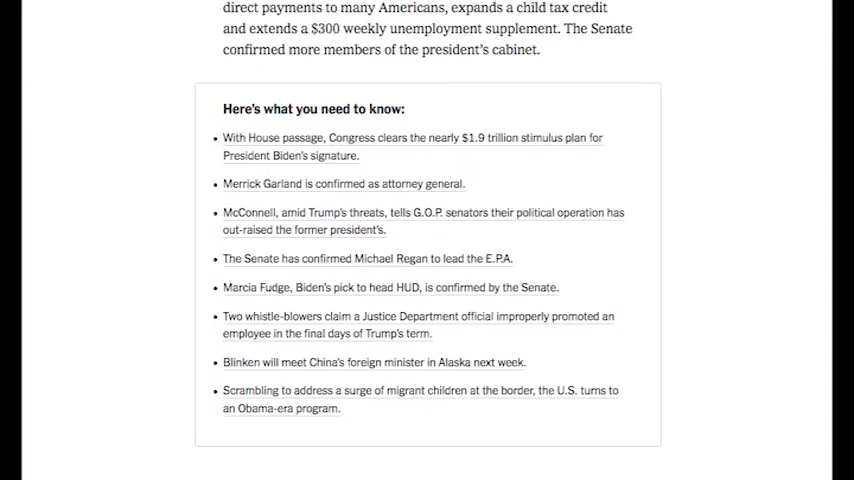 direct payments to many Americans, expands a child tax credit
and extends a $300 weekly unemployment supplement. The Senate
confirmed more members of the president’s cabinet.
Here’s what you need to know:
• With House passage, Congress clears the nearly $1.9 trillion stimulus plan for
President Biden’s signature.
• Merrick Garland is confirmed as attorney general.
• McConnell, amid Trump’s threats, tells G.O.P. senators their political operation has
out-raised the former president’s.
• The Senate has confirmed Michael Regan to lead the E.P.A.
• Marcia Fudge, Biden’s pick to head HUD, is confirmed by the Senate.
• Two whistle-blowers claim a Justice Department official improperly promoted an
employee in the final days of Trump’s term.
• Blinken will meet China’s foreign minister in Alaska next week.
• Scrambling to address a surge of migrant children at the border, the U.S. turns to
an Obama-era program.